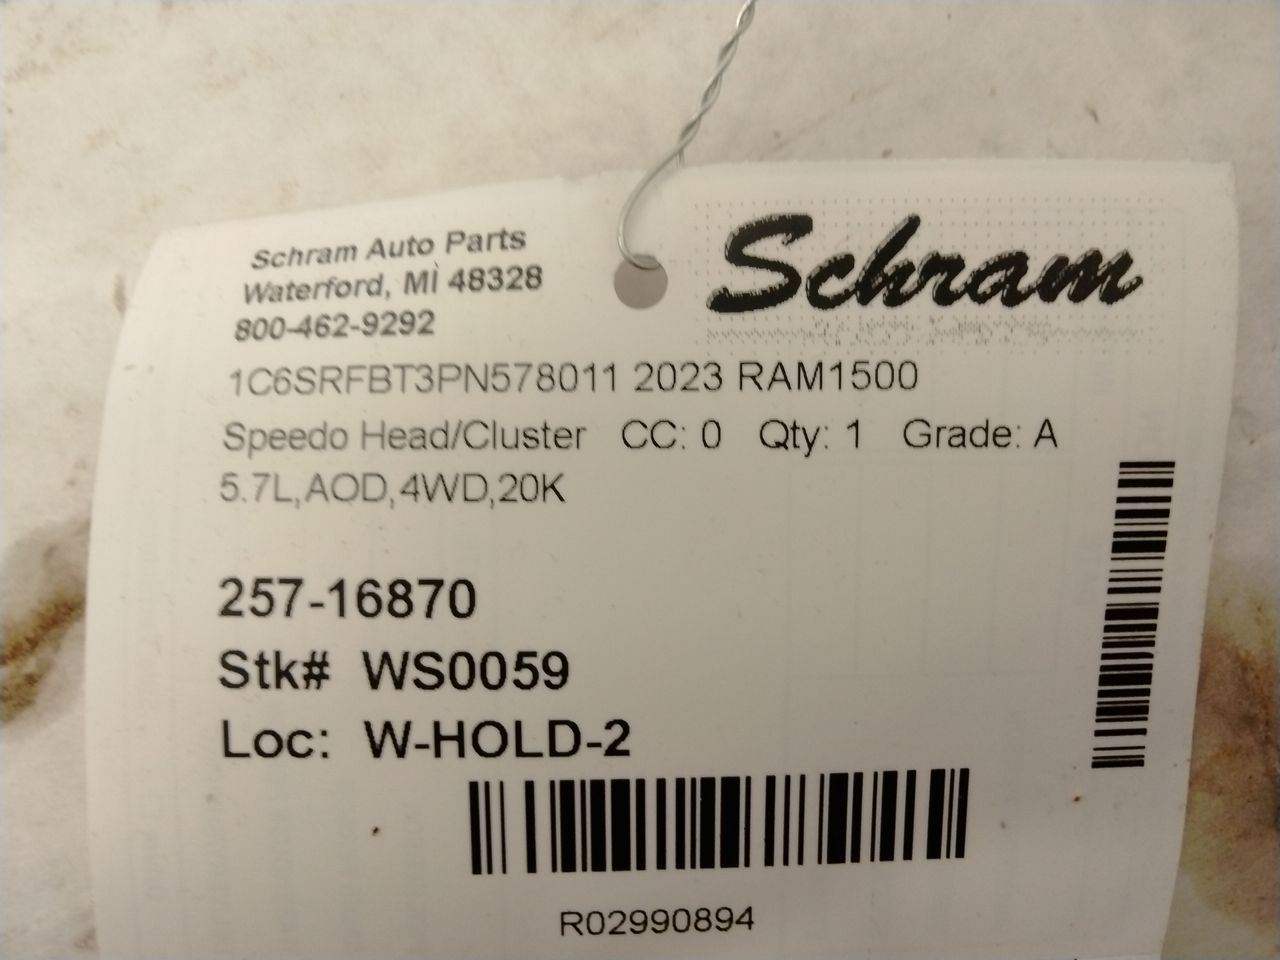 Schram Auto Parts
Waterford, MI 48328
800-462-9292
Schram
1C6SRFBT3PN578011 2023 RAM1500
Speedo Head/Cluster CC: 0 Qty: 1 Grade: A
5.7L,AOD,4WD,20K
257-16870
Stk# WS0059
Loc: W-HOLD-2
R02990894